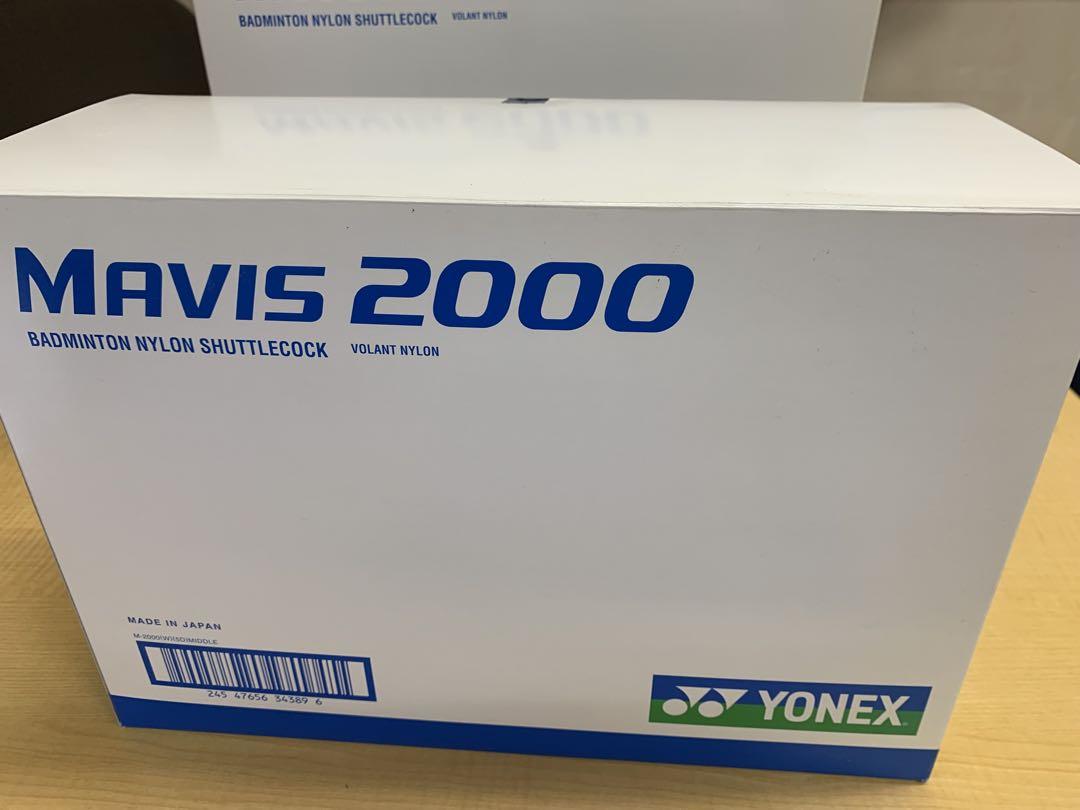 BADMINTON NYLON SHUTTLECOCK VOLANT NYLON
MAVIS 2000
BADMINTON NYLON SHUTTLECOCK VOLANT NYLON
MADE IN JAPAN
M-2000(W)(5D)MIDDLE
245 47656 34389 6
YONEX